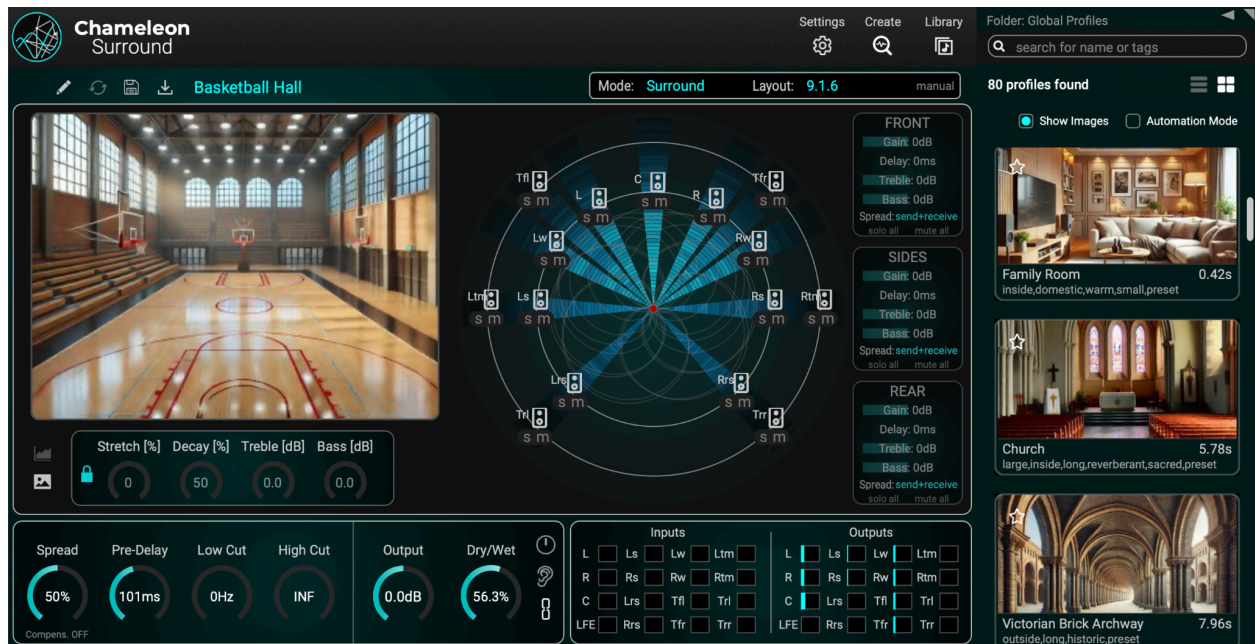 Chameleon
Surround
Settings Create Library
Basketball Hall
Mode: Surround Layout: 9.1.6 manual
C
Tfl Tfr
L R
s m s m s m s m s m
Lw Rw
s m s m
Ltm Ls Rs Rtm
s m s m s m s m
Lrs Rrs
s m s m
Trl Trr
s m s m
FRONT
Gain: 0dB
Delay: 0ms
Treble: 0dB
Bass: 0dB
Spread: send+receive
solo all mute all
SIDES
Gain: 0dB
Delay: 0ms
Treble: 0dB
Bass: 0dB
Spread: send+receive
solo all mute all
REAR
Gain: 0dB
Delay: 0ms
Treble: 0dB
Bass: 0dB
Spread: send+receive
solo all mute all
Stretch [%] Decay [%] Treble [dB] Bass [dB]
0 50 0.0 0.0
Spread Pre-Delay Low Cut High Cut Output Dry/Wet
50% 101ms 0Hz INF 0.0dB 56.3%
Compens. OFF
Inputs
L Ls Lw Ltm
R Rs Rw Rtm
C Lrs Tfl Trl
LFE Rrs Tfr Trr
Outputs
L Ls Lw Ltm
R Rs Rw Rtm
C Lrs Tfl Trl
LFE Rrs Tfr Trr
Folder: Global Profiles
search for name or tags
80 profiles found
Show Images Automation Mode
Family Room 0.42s
inside,domestic,warm,small,preset
Church 5.78s
large,inside,long,reverberant,sacred,preset
Victorian Brick Archway 7.96s
outside,long,historic,preset